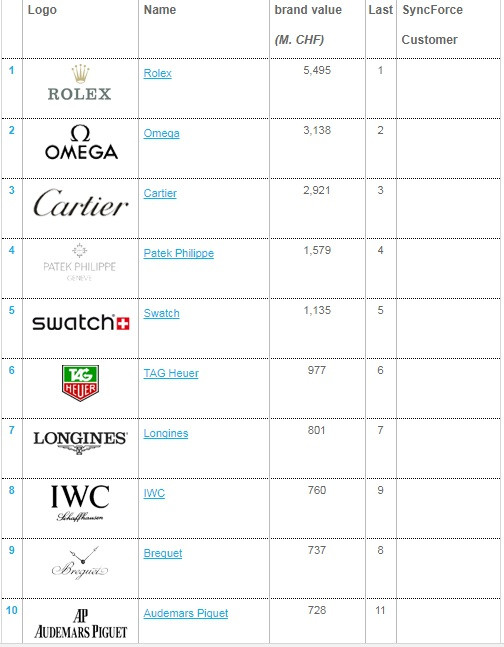 Logo Name brand value Last SyncForce
(M. CHF) Customer
1 ROLEX Rolex 5,495 1
2 Ω OMEGA Omega 3,138 2
3 Cartier Cartier 2,921 3
4 PATEK PHILIPPE GENEVE Patek Philippe 1,579 4
5 swatch Swatch 1,135 5
6 TAG HEUER TAG Heuer 977 6
7 LONGINES Longines 801 7
8 IWC Schaffhausen IWC 760 9
9 Breguet Breguet 737 8
10 AP AUDEMARS PIGUET Audemars Piguet 728 11